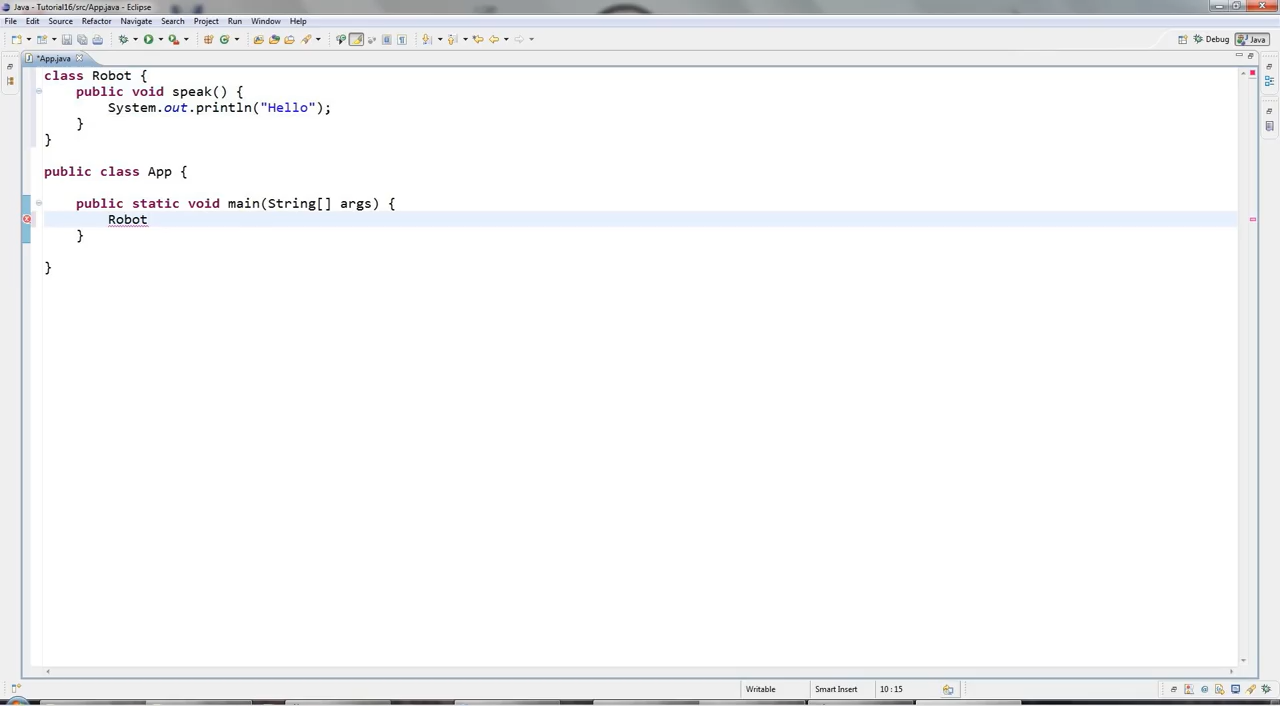 Java - Tutorial16/src/App.java - Eclipse
File Edit Source Refactor Navigate Search Project Run Window Help
Debug Java
*App.java
class Robot {
public void speak() {
System.out.println("Hello");
}
}
public class App {
public static void main(String[] args) {
Robot
}
}
Writable Smart Insert 10 : 15